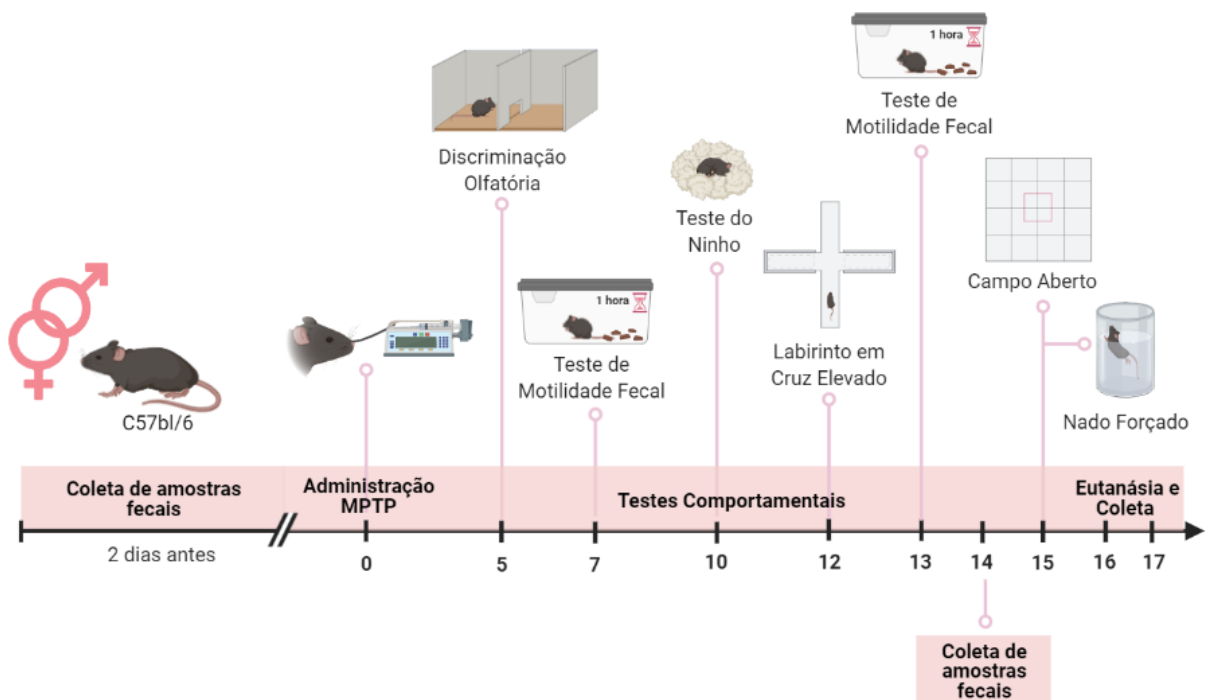 1 hora
Teste de
Motilidade Fecal
Discriminação
Olfatória
Teste do
Ninho
Campo Aberto
1 hora
Teste de
Motilidade Fecal
Labirinto em
Cruz Elevado
C57bl/6
Nado Forçado
Coleta de amostras
fecais
Administração
MPTP
Testes Comportamentais
Eutanásia e
Coleta
2 dias antes
0
5
7
10
12
13
14
15
16
17
Coleta de
amostras
fecais